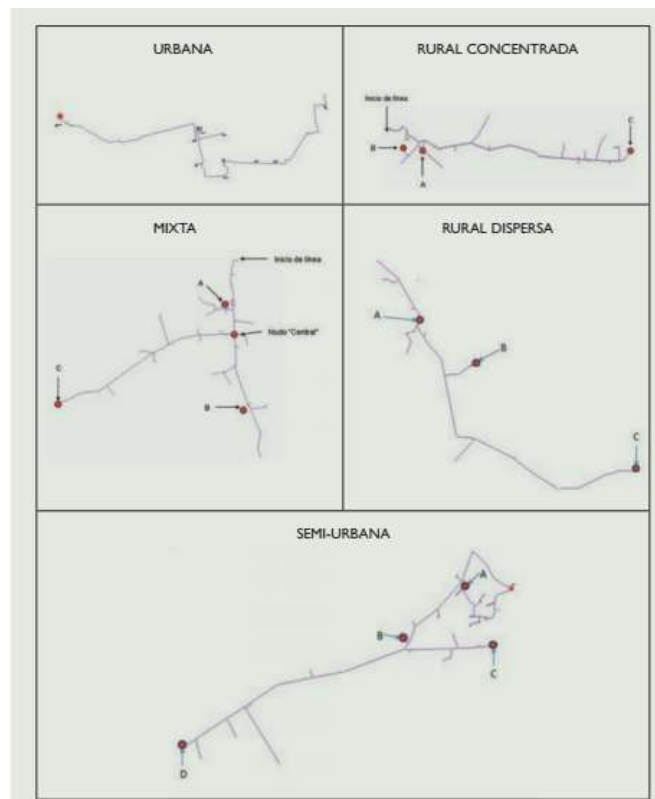 URBANA
RURAL CONCENTRADA
Inicio de línea
B
A
C
MIXTA
Inicio de línea
A
Nudo "Central"
C
B
RURAL DISPERSA
A
B
C
SEMI-URBANA
A
B
C
D